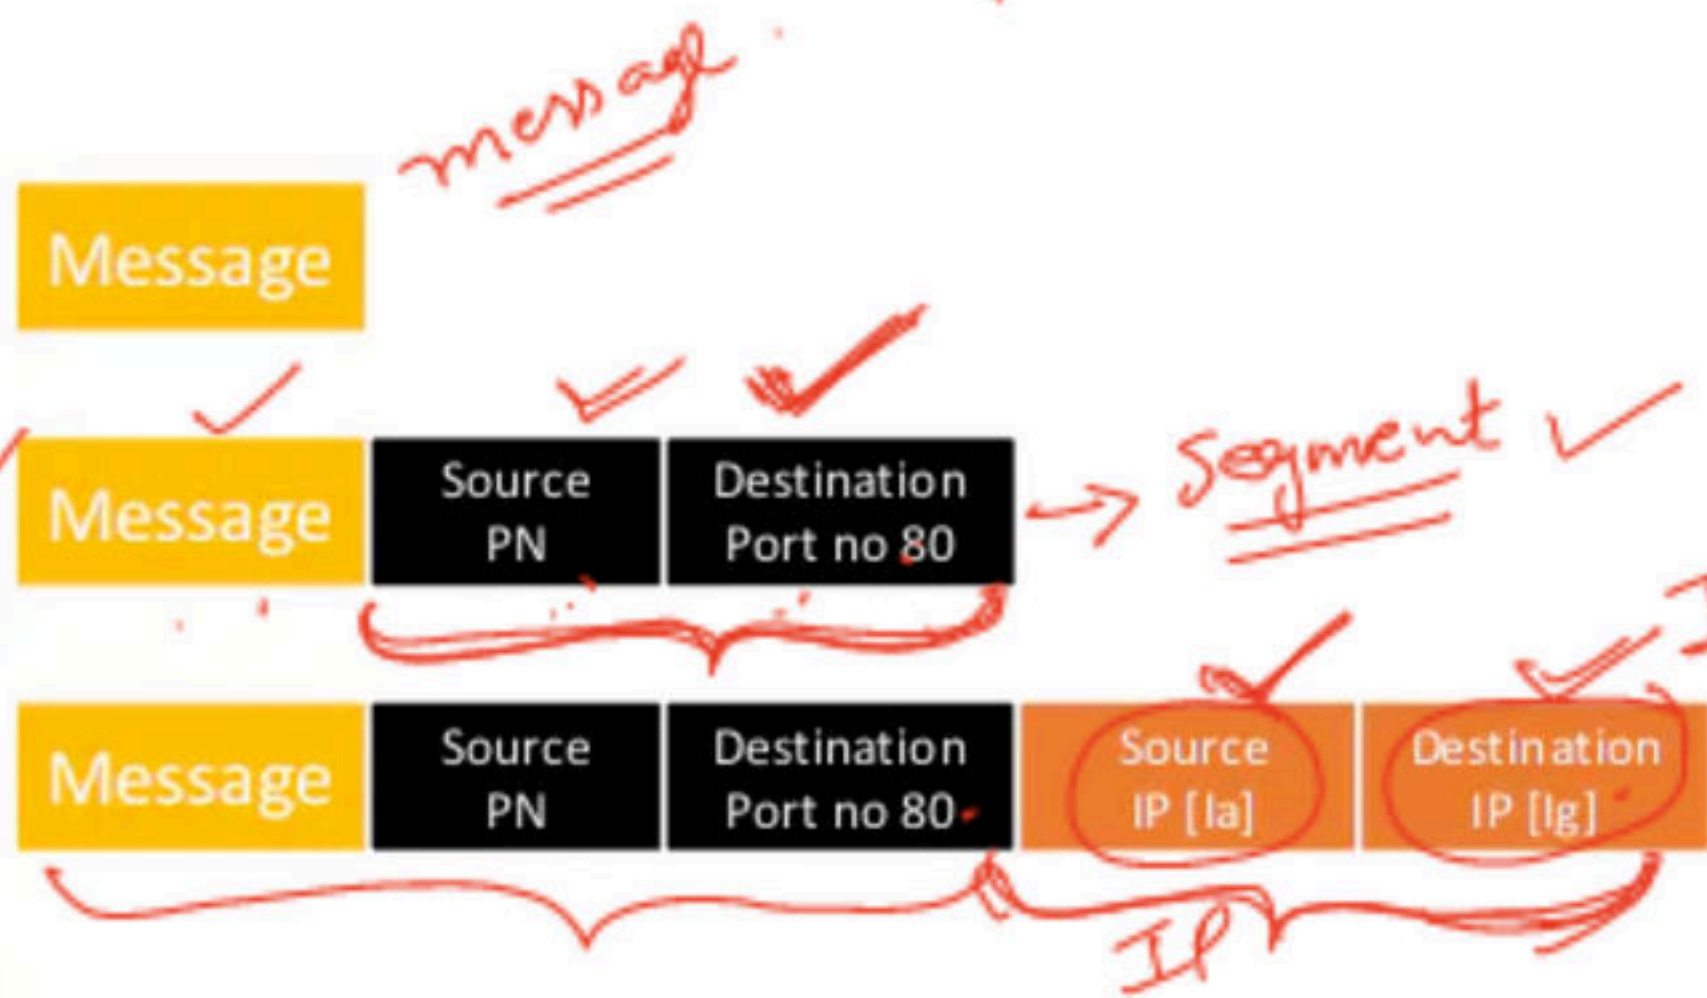 message
Message
Message
Source
PN
Destination
Port no 80
Segment
Message
Source
PN
Destination
Port no 80
Source
IP [Ia]
Destination
IP [Ig]
IP